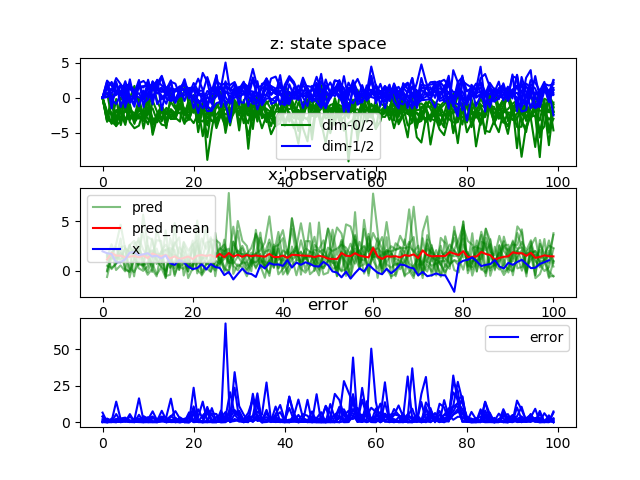 z: state space
5
0
−5
dim-0/2
dim-1/2
0 20 40 60 80 100
x: observation
5
0
pred
pred_mean
x
0 20 40 60 80 100
error
50
25
0
error
0 20 40 60 80 100